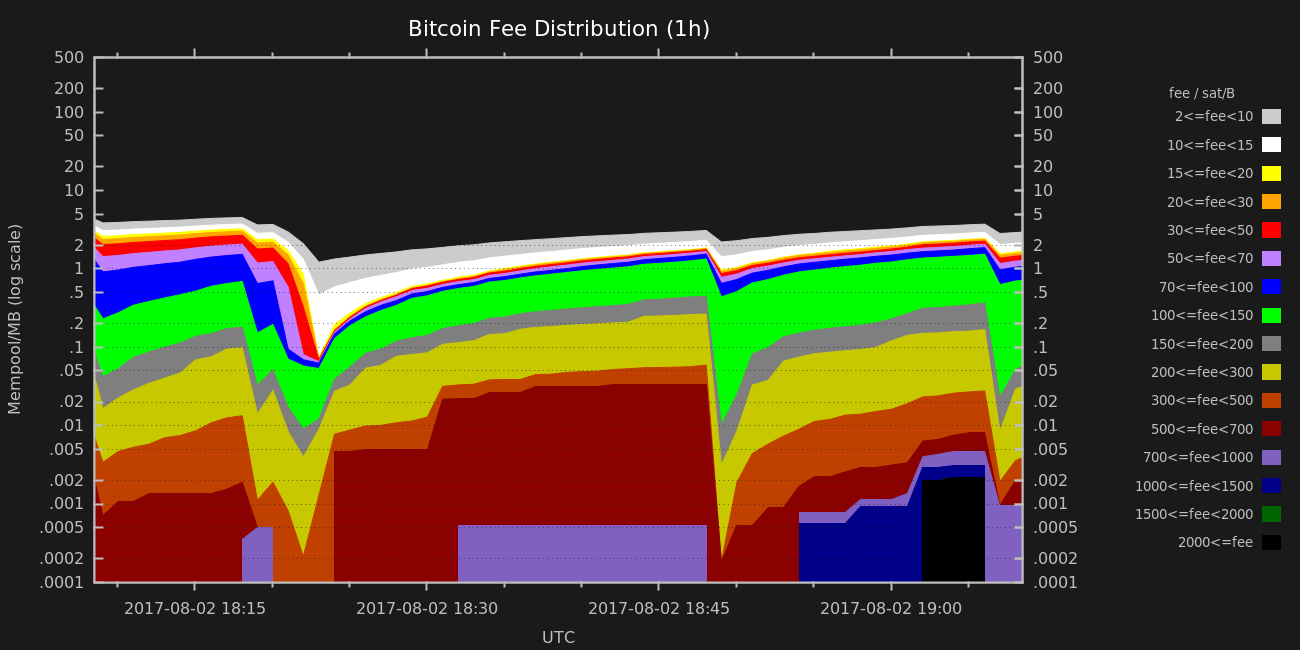 Bitcoin Fee Distribution (1h)
500
200
100
50
20
10
5
2
1
.5
.2
.1
.05
.02
.01
.005
.002
.001
.0005
.0002
.0001
Mempool/MB (log scale)
500
200
100
50
20
10
5
2
1
.5
.2
.1
.05
.02
.01
.005
.002
.001
.0005
.0002
.0001
2017-08-02 18:15
2017-08-02 18:30
2017-08-02 18:45
2017-08-02 19:00
UTC
fee / sat/B
2<=fee<10
10<=fee<15
15<=fee<20
20<=fee<30
30<=fee<50
50<=fee<70
70<=fee<100
100<=fee<150
150<=fee<200
200<=fee<300
300<=fee<500
500<=fee<700
700<=fee<1000
1000<=fee<1500
1500<=fee<2000
2000<=fee